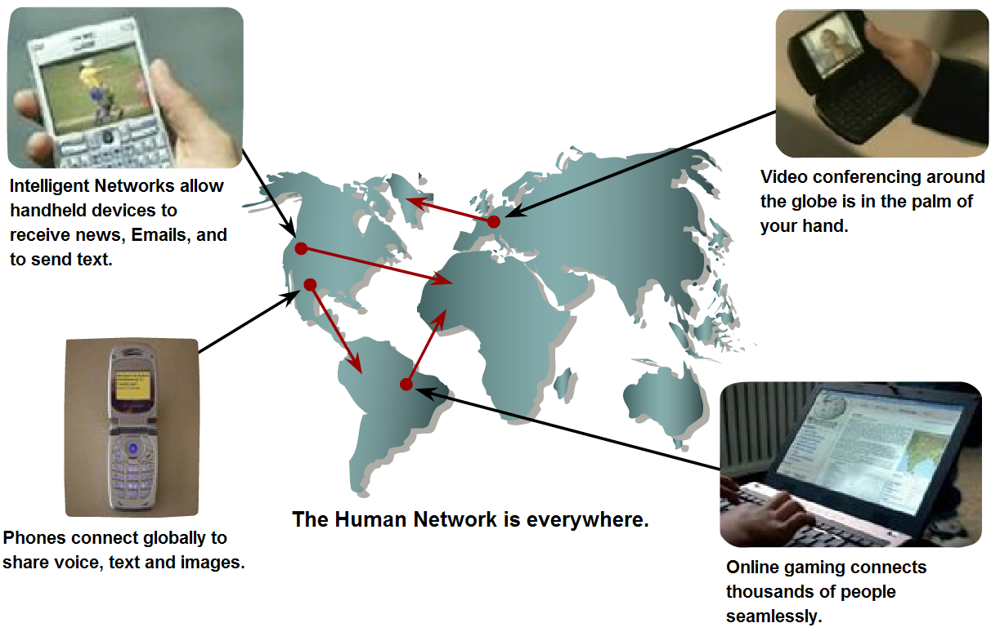 Intelligent Networks allow
handheld devices to
receive news, Emails, and
to send text.
Video conferencing around
the globe is in the palm of
your hand.
The Human Network is everywhere.
Phones connect globally to
share voice, text and images.
Online gaming connects
thousands of people
seamlessly.